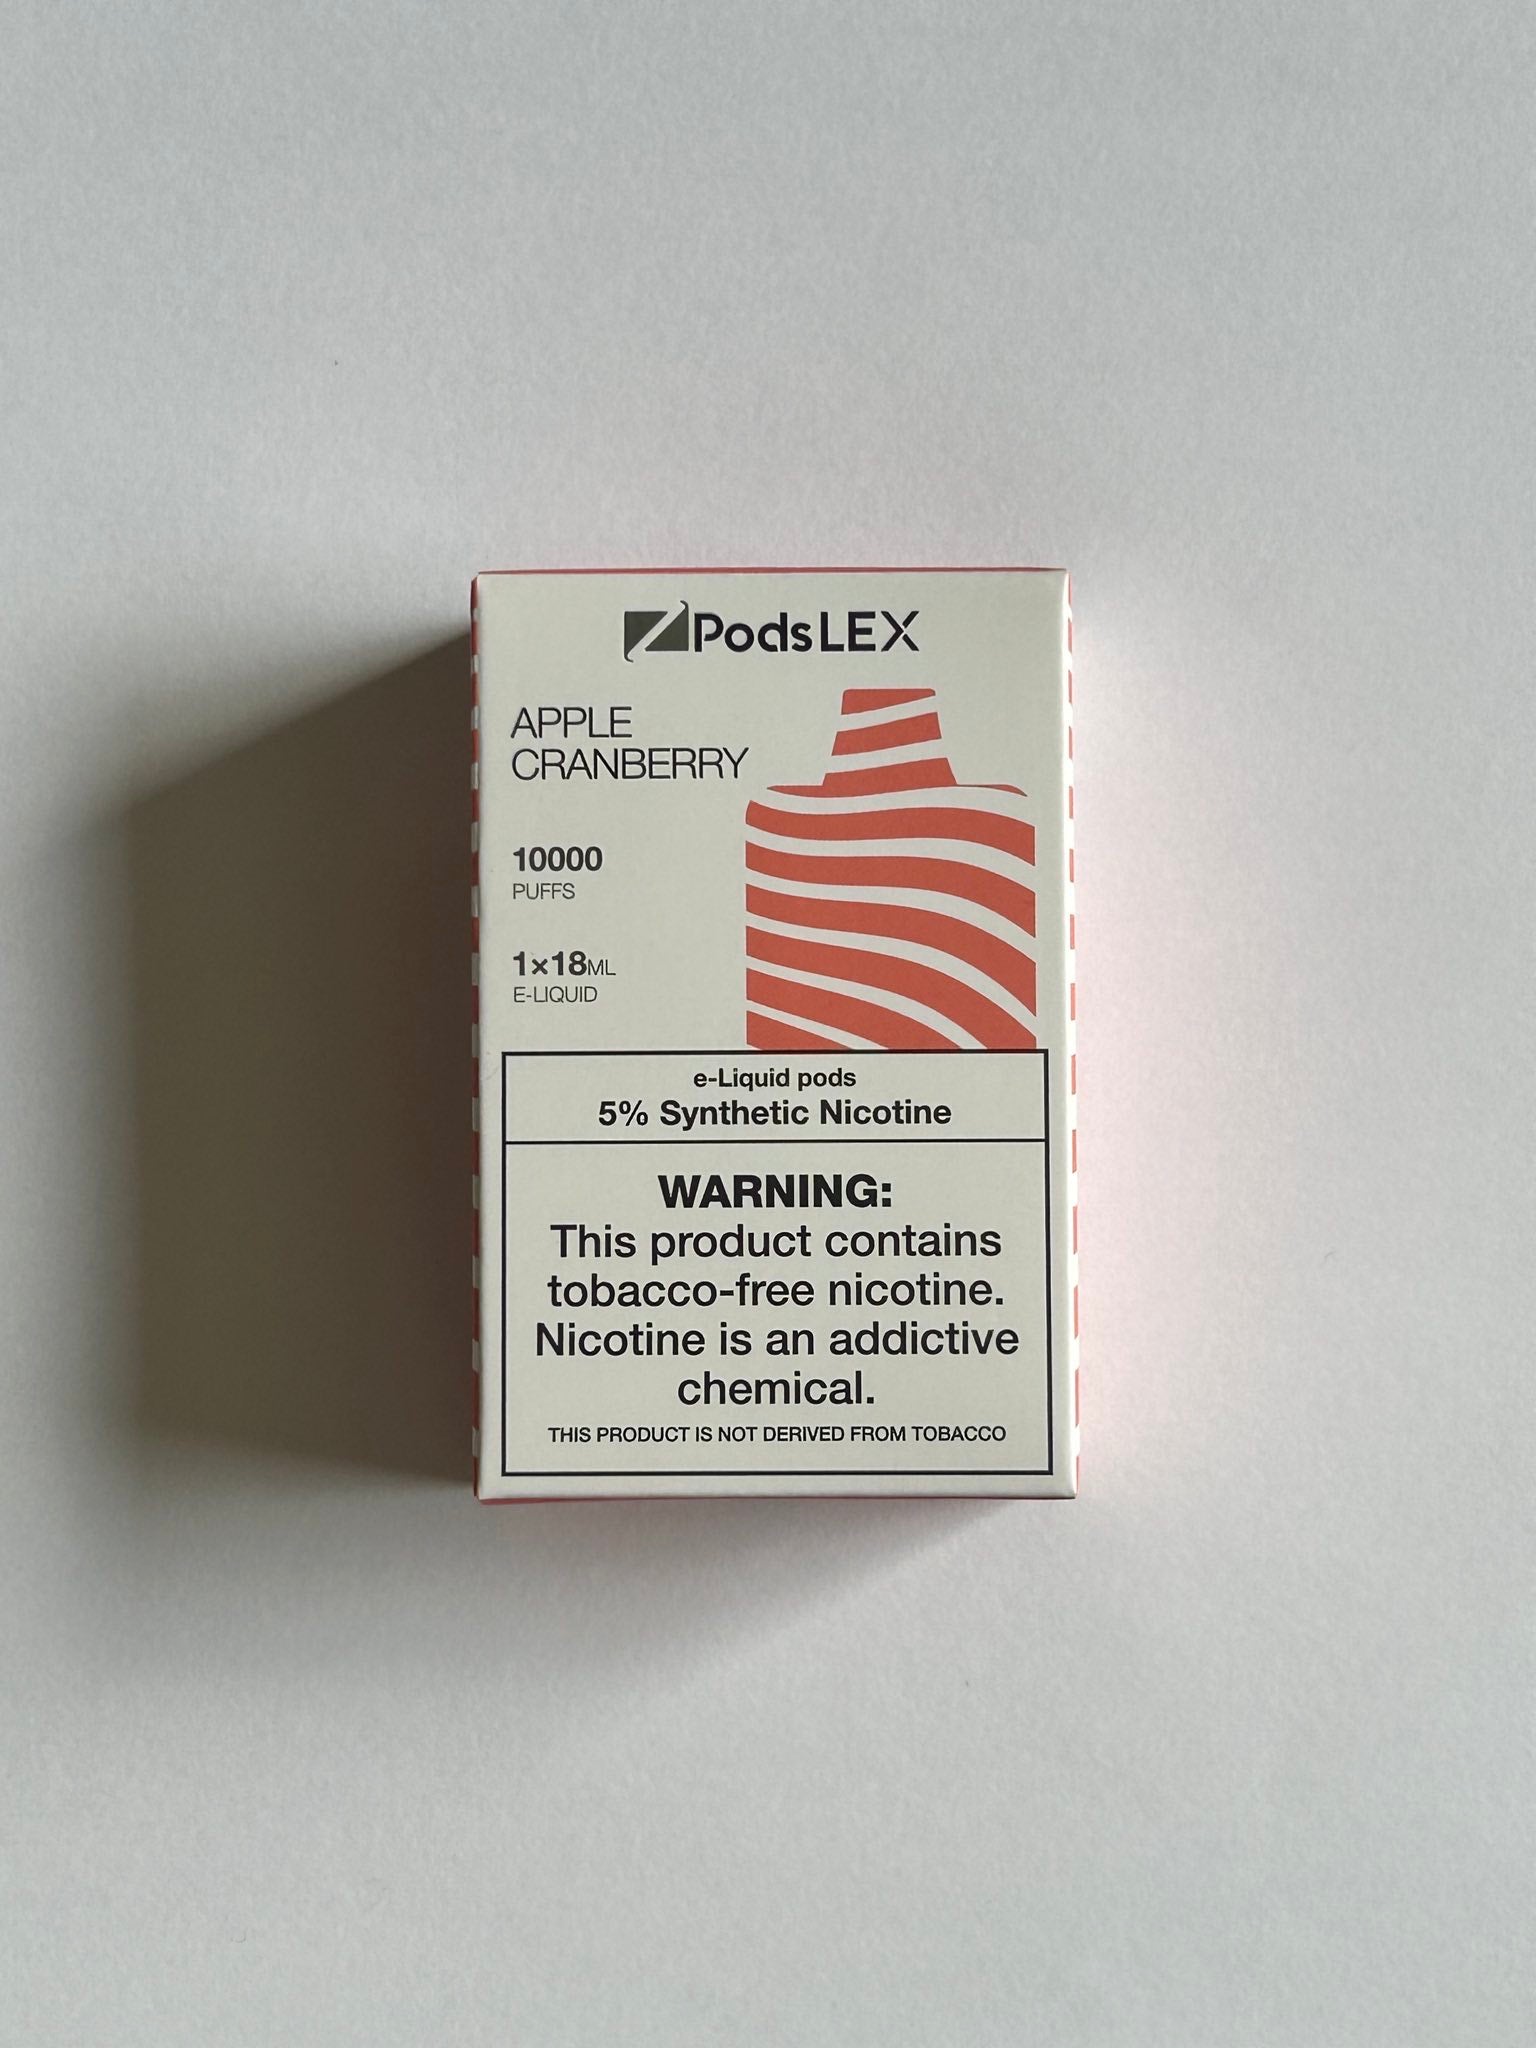 ZPodsLEX
APPLE
CRANBERRY
10000
PUFFS
1×18ML
E-LIQUID
e-Liquid pods
5% Synthetic Nicotine
WARNING:
This product contains
tobacco-free nicotine.
Nicotine is an addictive
chemical.
THIS PRODUCT IS NOT DERIVED FROM TOBACCO